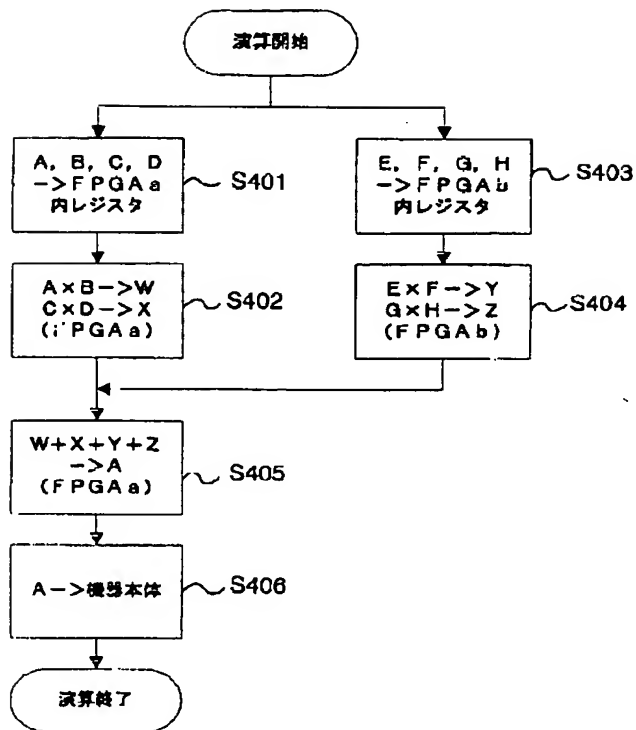 演算開始
A, B, C, D
->FPGAa
内レジスタ
S401
E, F, G, H
->FPGAb
内レジスタ
S403
A×B->W
C×D->X
(i'PGAa)
S402
E×F->Y
G×H->Z
(FPGAb)
S404
W+X+Y+Z
->A
(FPGAa)
S405
A->機器本体
S406
演算終了